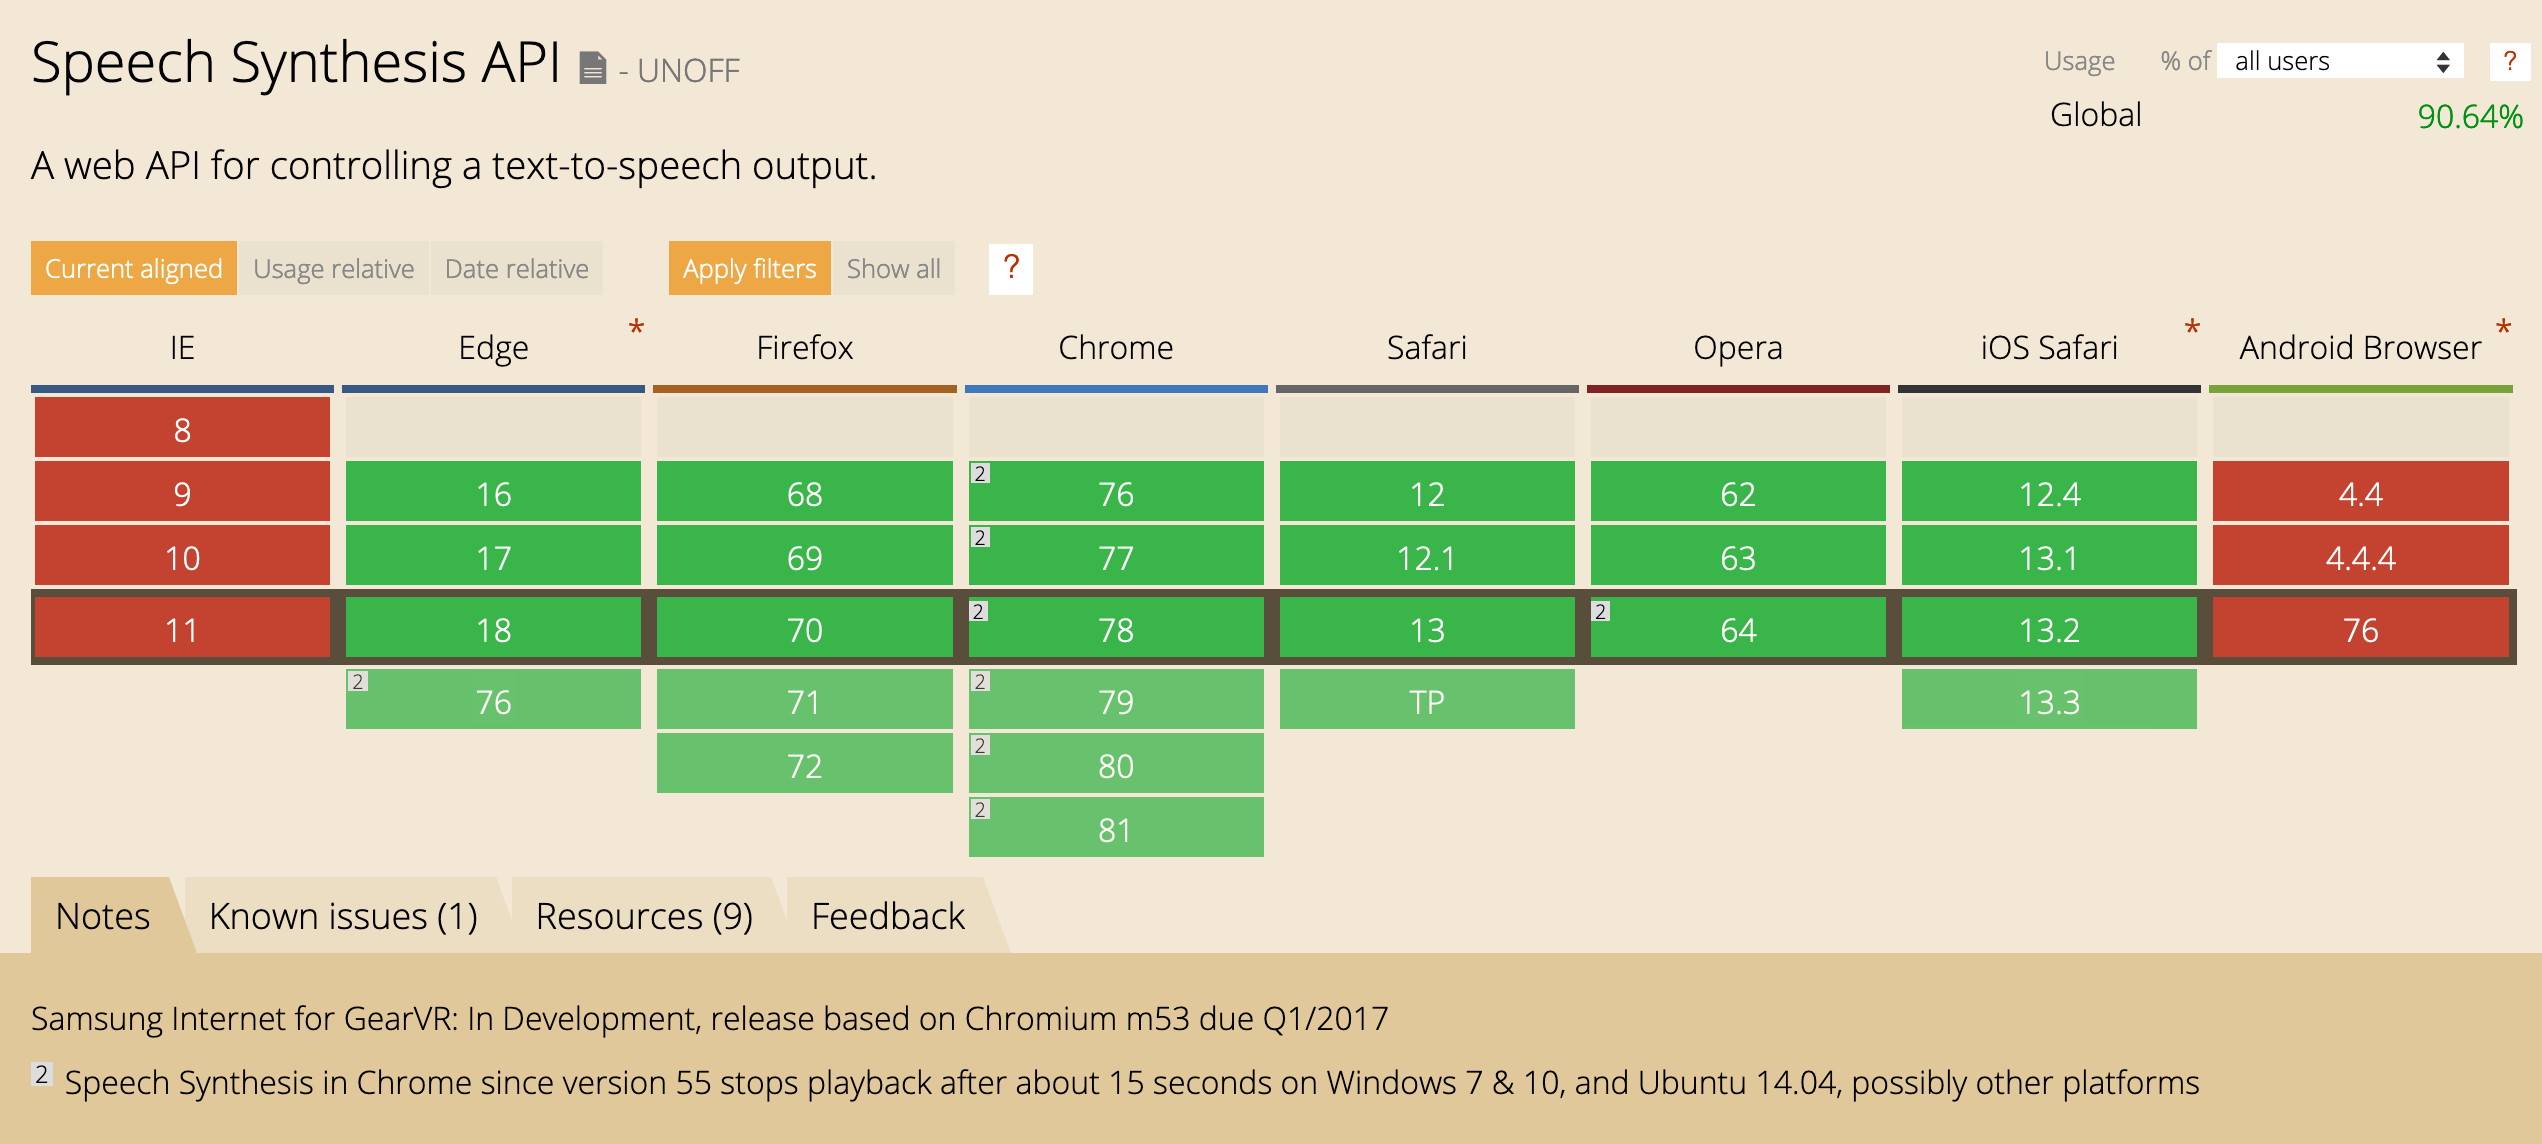 Speech Synthesis API - UNOFF
Usage % of all users ?
Global 90.64%
A web API for controlling a text-to-speech output.
Current aligned Usage relative Date relative Apply filters Show all ?
IE Edge * Firefox Chrome Safari Opera iOS Safari * Android Browser *
8
9 16 68 2 76 12 62 12.4 4.4
10 17 69 2 77 12.1 63 13.1 4.4.4
11 18 70 2 78 13 2 64 13.2 76
2 76 71 2 79 TP 13.3
72 2 80
2 81
Notes Known issues (1) Resources (9) Feedback
Samsung Internet for GearVR: In Development, release based on Chromium m53 due Q1/2017
2 Speech Synthesis in Chrome since version 55 stops playback after about 15 seconds on Windows 7 & 10, and Ubuntu 14.04, possibly other platforms